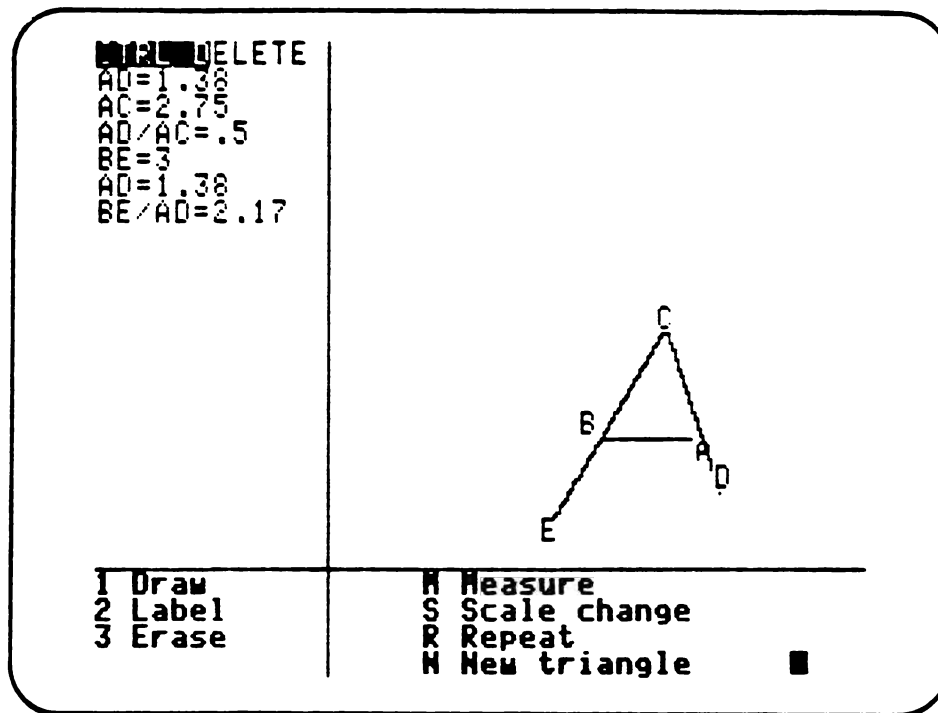 DELETE
AD=1.38
AC=2.75
AD/AC=.5
BE=3
AD=1.38
BE/AD=2.17
C
B
A
D
E
1 Draw
2 Label
3 Erase
M Measure
S Scale change
R Repeat
N New triangle